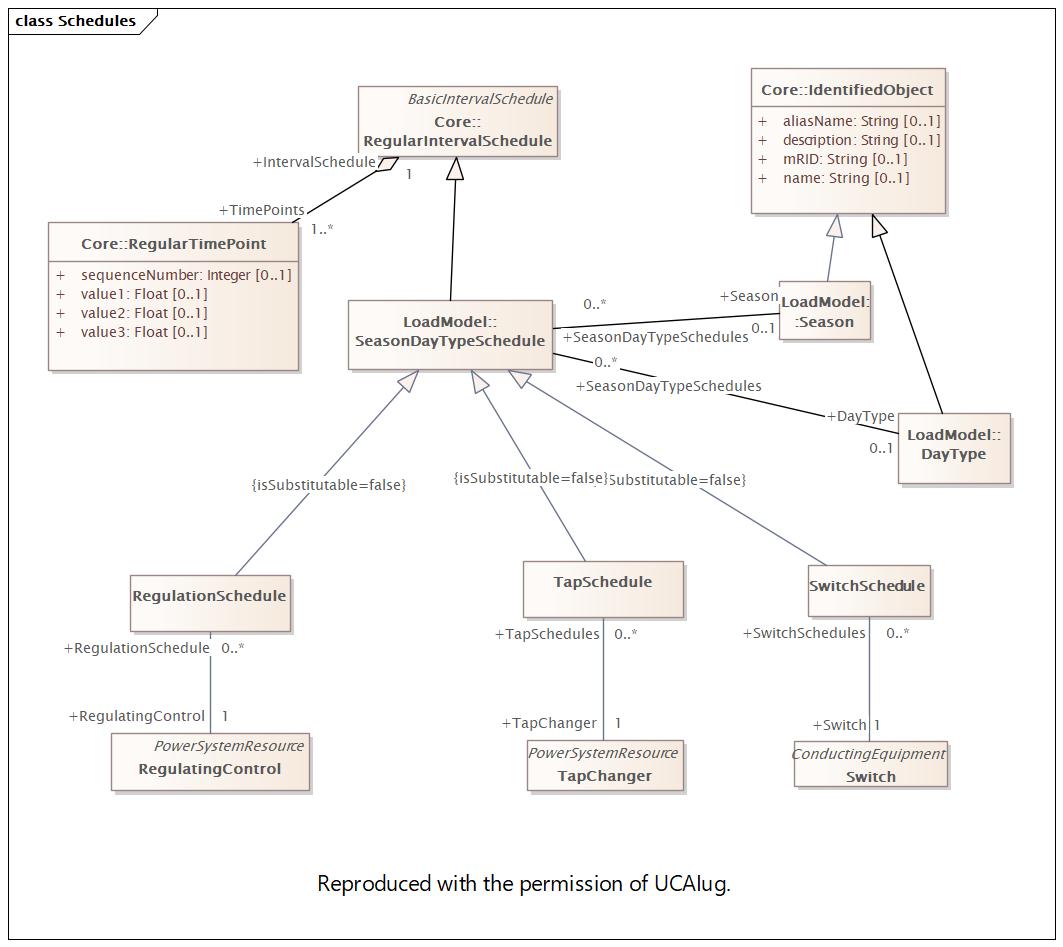 class Schedules
BasicIntervalSchedule
Core::
RegularIntervalSchedule
Core::IdentifiedObject
+ aliasName: String [0..1]
+ description: String [0..1]
+ mRID: String [0..1]
+ name: String [0..1]
+IntervalSchedule
1
+TimePoints
1..*
Core::RegularTimePoint
+ sequenceNumber: Integer [0..1]
+ value1: Float [0..1]
+ value2: Float [0..1]
+ value3: Float [0..1]
LoadModel::
SeasonDayTypeSchedule
0..*
+Season
LoadModel:
:Season
+SeasonDayTypeSchedules
0..1
0..*
+SeasonDayTypeSchedules
+DayType
0..1
LoadModel::
DayType
{isSubstitutable=false}
{isSubstitutable=false}
Substitutable=false}
RegulationSchedule
TapSchedule
SwitchSchedule
+RegulationSchedule
0..*
+TapSchedules
0..*
+SwitchSchedules
0..*
+RegulatingControl
1
+TapChanger
1
+Switch
1
PowerSystemResource
RegulatingControl
PowerSystemResource
TapChanger
ConductingEquipment
Switch
Reproduced with the permission of UCAIug.